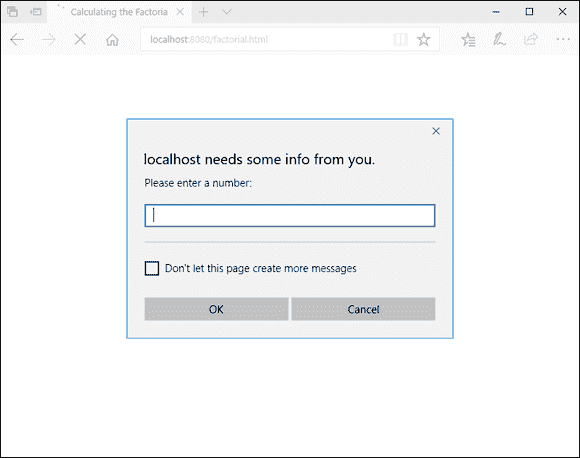 Calculating the Factoria
localhost:8080/factorial.html
localhost needs some info from you.
Please enter a number:
Don't let this page create more messages
OK
Cancel